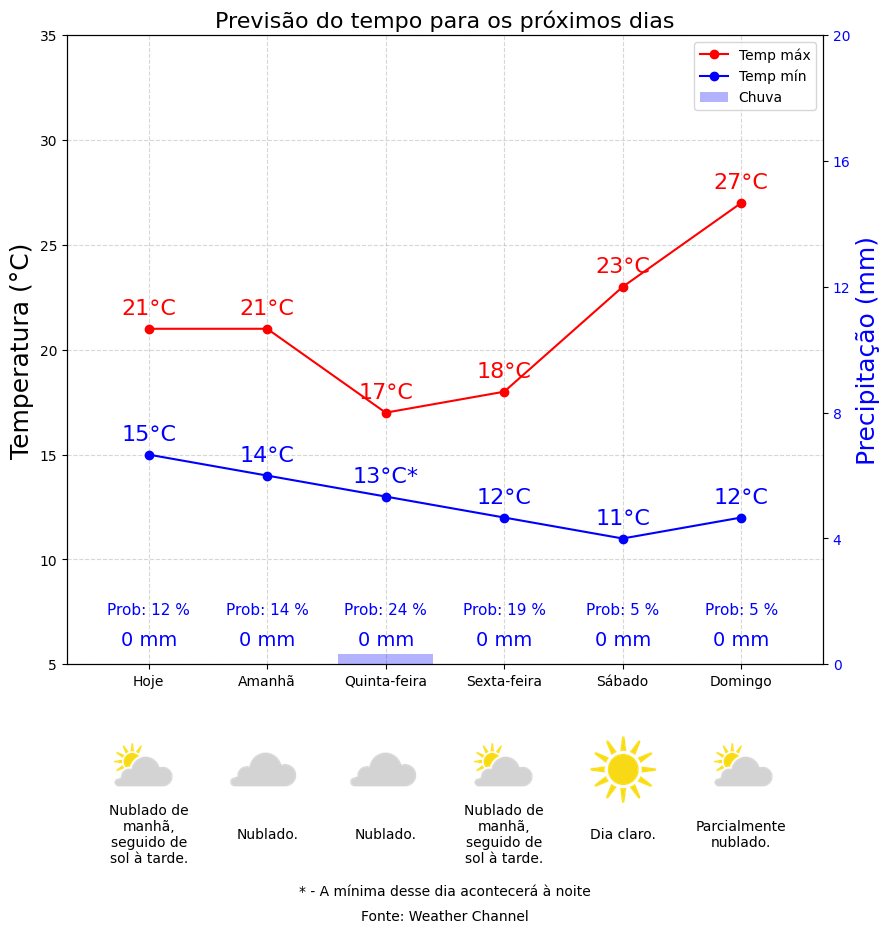 Previsão do tempo para os próximos dias
35
30
25
20
15
10
5
Temperatura (°C)
20
16
12
8
4
0
Precipitação (mm)
Temp máx
Temp mín
Chuva
21°C 21°C 17°C 18°C 23°C 27°C
15°C 14°C 13°C* 12°C 11°C 12°C
Prob: 12 % Prob: 14 % Prob: 24 % Prob: 19 % Prob: 5 % Prob: 5 %
0 mm 0 mm 0 mm 0 mm 0 mm 0 mm
Hoje Amanhã Quinta-feira Sexta-feira Sábado Domingo
Nublado de
manhã,
seguido de
sol à tarde.
Nublado.
Nublado.
Nublado de
manhã,
seguido de
sol à tarde.
Dia claro.
Parcialmente
nublado.
* - A mínima desse dia acontecerá à noite
Fonte: Weather Channel